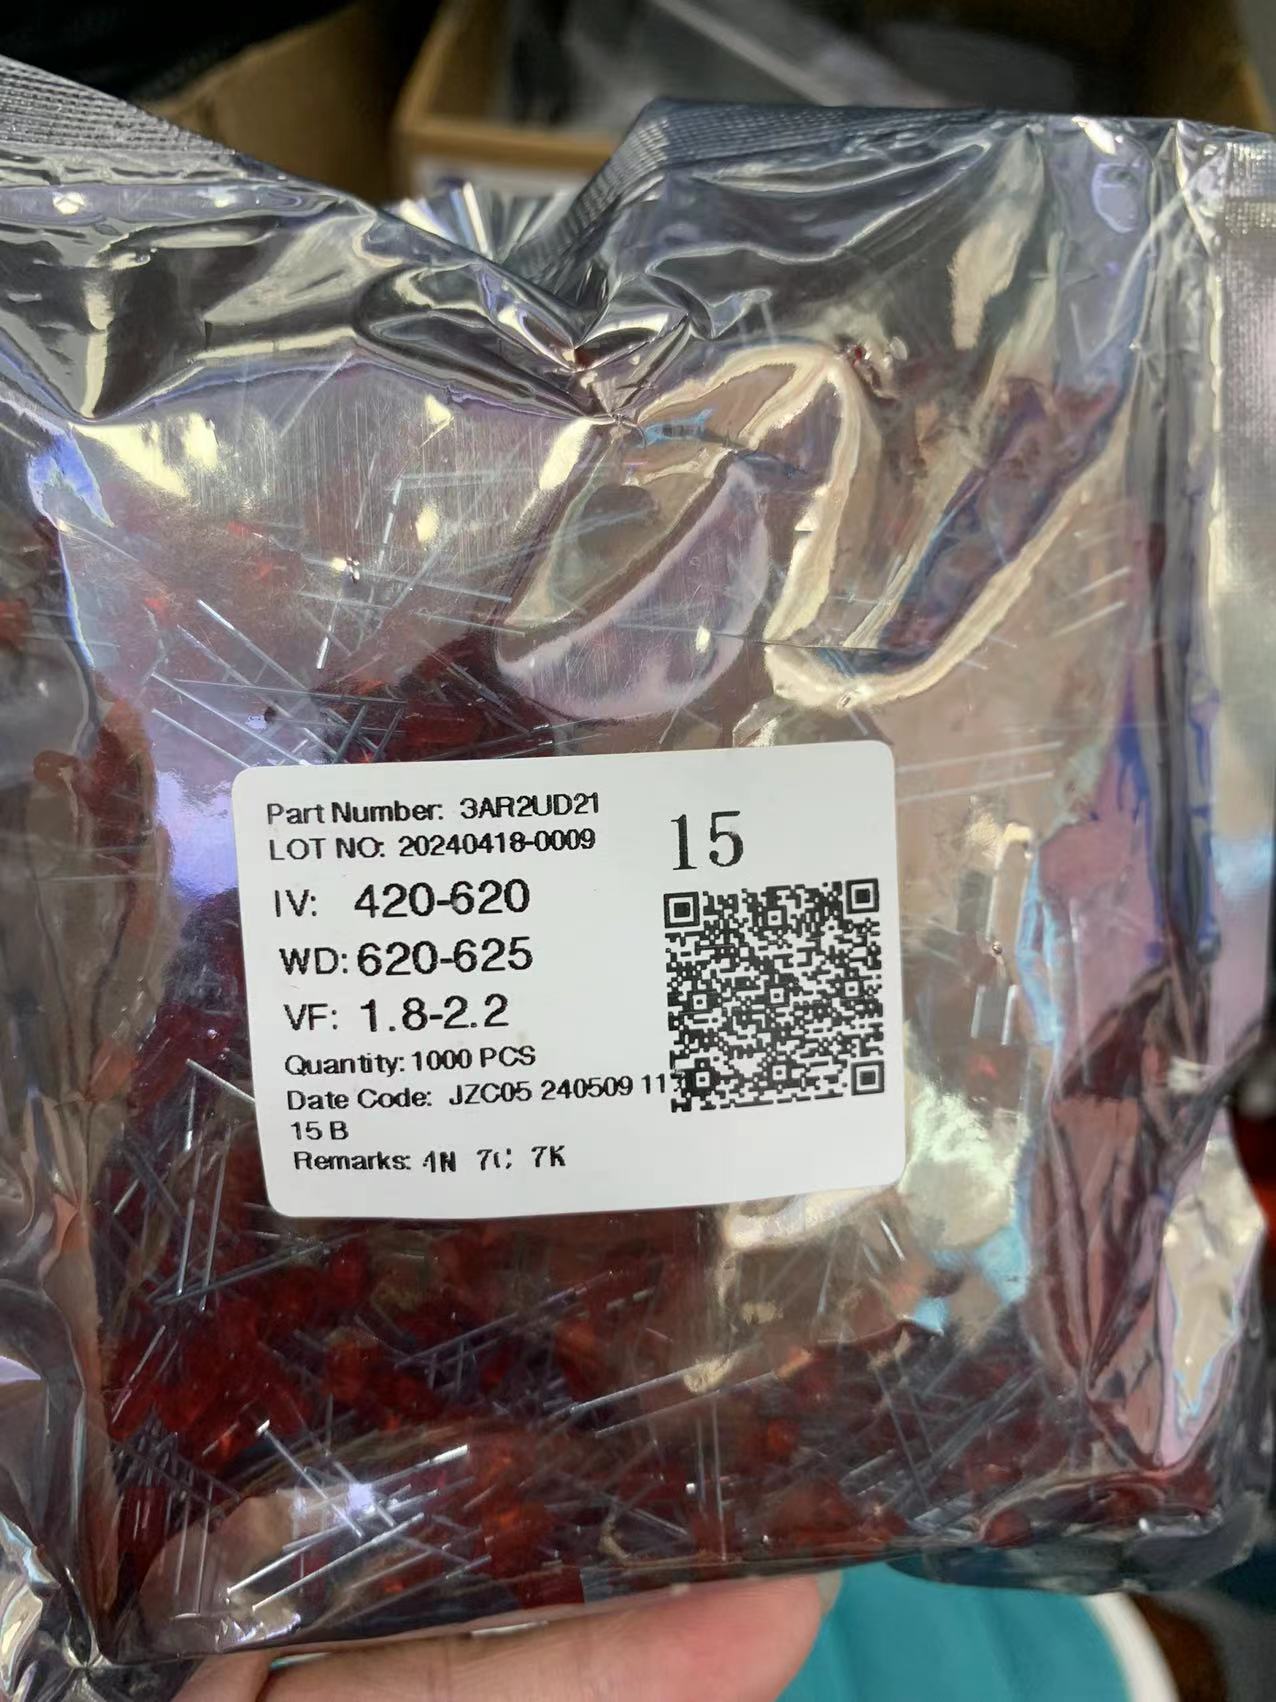 Part Number: 3AR2UD21
LOT NO: 20240418-0009
15
IV: 420-620
WD: 620-625
VF: 1.8-2.2
Quantity: 1000 PCS
Date Code: JZC05 240509
15 B
Remarks: 4N 7C 7K